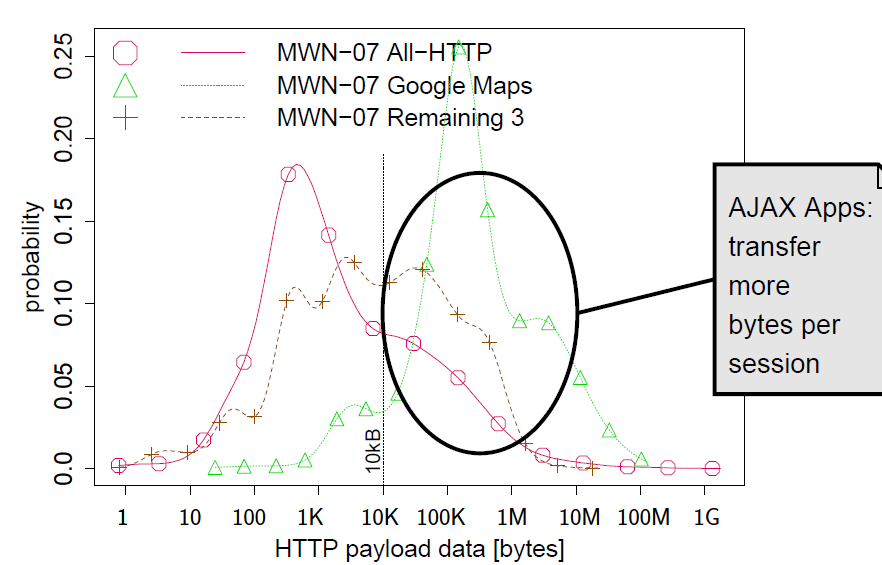 MWN−07 All−HTTP
MWN−07 Google Maps
MWN−07 Remaining 3
0.25
0.20
0.15
0.10
0.05
0.0
probability
10kB
AJAX Apps:
transfer
more
bytes per
session
1 10 100 1K 10K 100K 1M 10M 100M 1G
HTTP payload data [bytes]